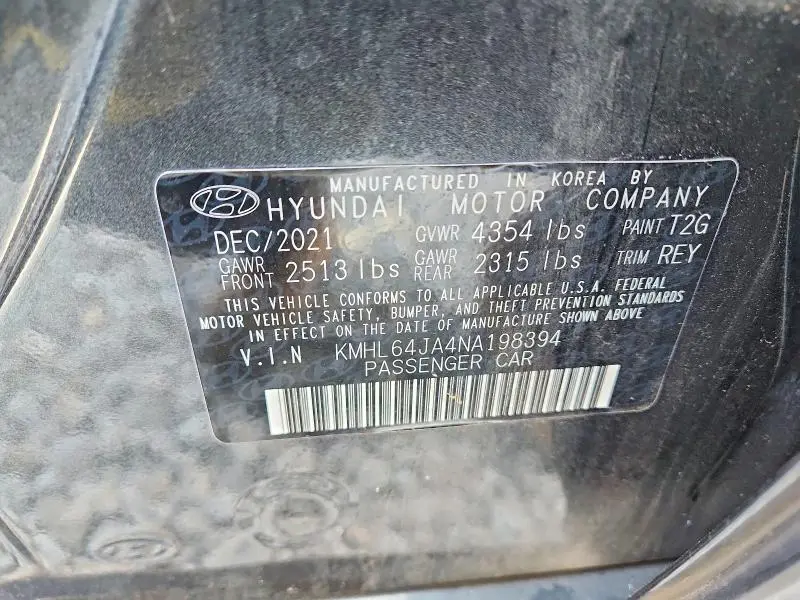 MANUFACTURED IN KOREA BY
HYUNDAI MOTOR COMPANY
DEC/2021 GVWR 4354 lbs PAINT T2G
GAWR FRONT 2513 lbs GAWR REAR 2315 lbs TRIM REY
THIS VEHICLE CONFORMS TO ALL APPLICABLE U.S.A. FEDERAL
MOTOR VEHICLE SAFETY, BUMPER, AND THEFT PREVENTION STANDARDS
IN EFFECT ON THE DATE OF MANUFACTURE SHOWN ABOVE
V.I.N KMHL64JA4NA198394
PASSENGER CAR